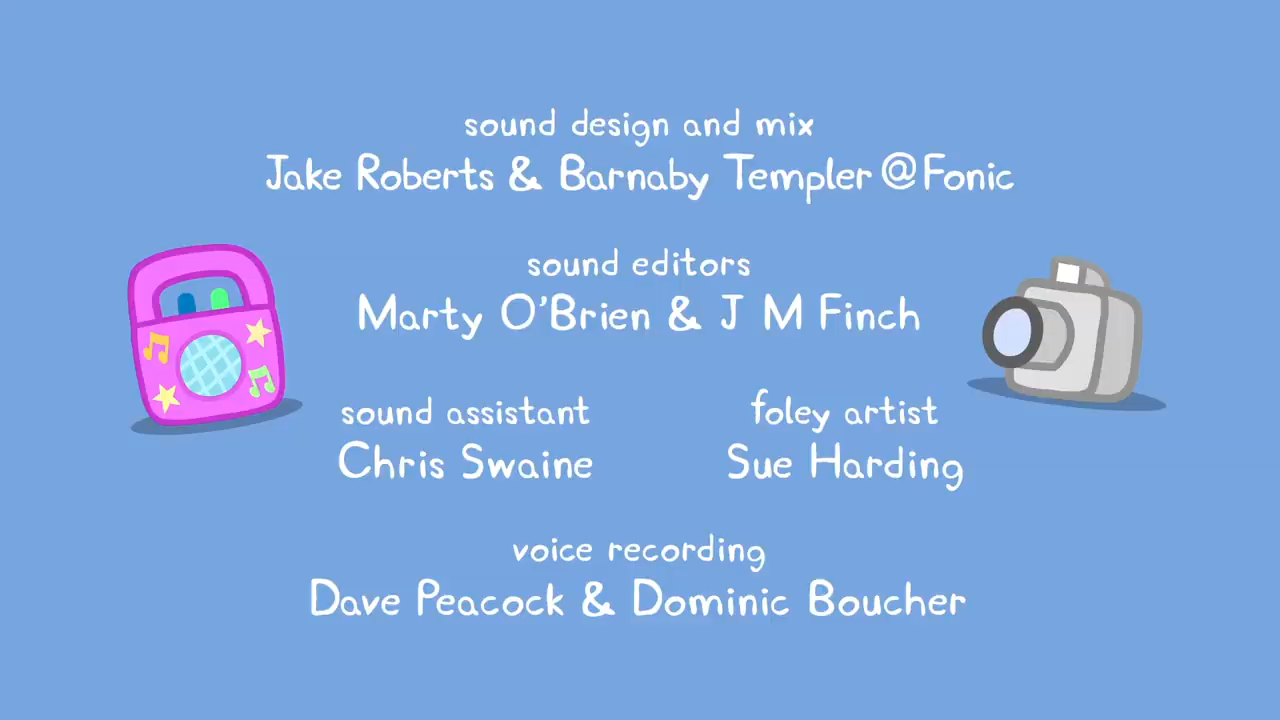 sound design and mix
Jake Roberts & Barnaby Templer @ Fonic
sound editors
Marty O'Brien & J M Finch
sound assistant
Chris Swaine
foley artist
Sue Harding
voice recording
Dave Peacock & Dominic Boucher